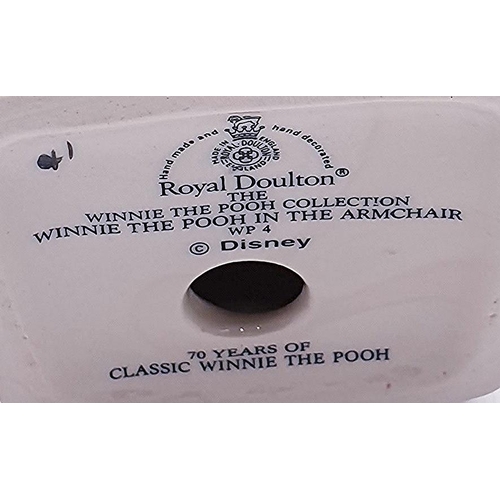 Hand made and hand decorated
MADE IN ENGLAND
ROYAL DOULTON
ENGLAND
Royal Doulton®
THE
WINNIE THE POOH COLLECTION
WINNIE THE POOH IN THE ARMCHAIR
WP 4
© Disney
70 YEARS OF
CLASSIC WINNIE THE POOH